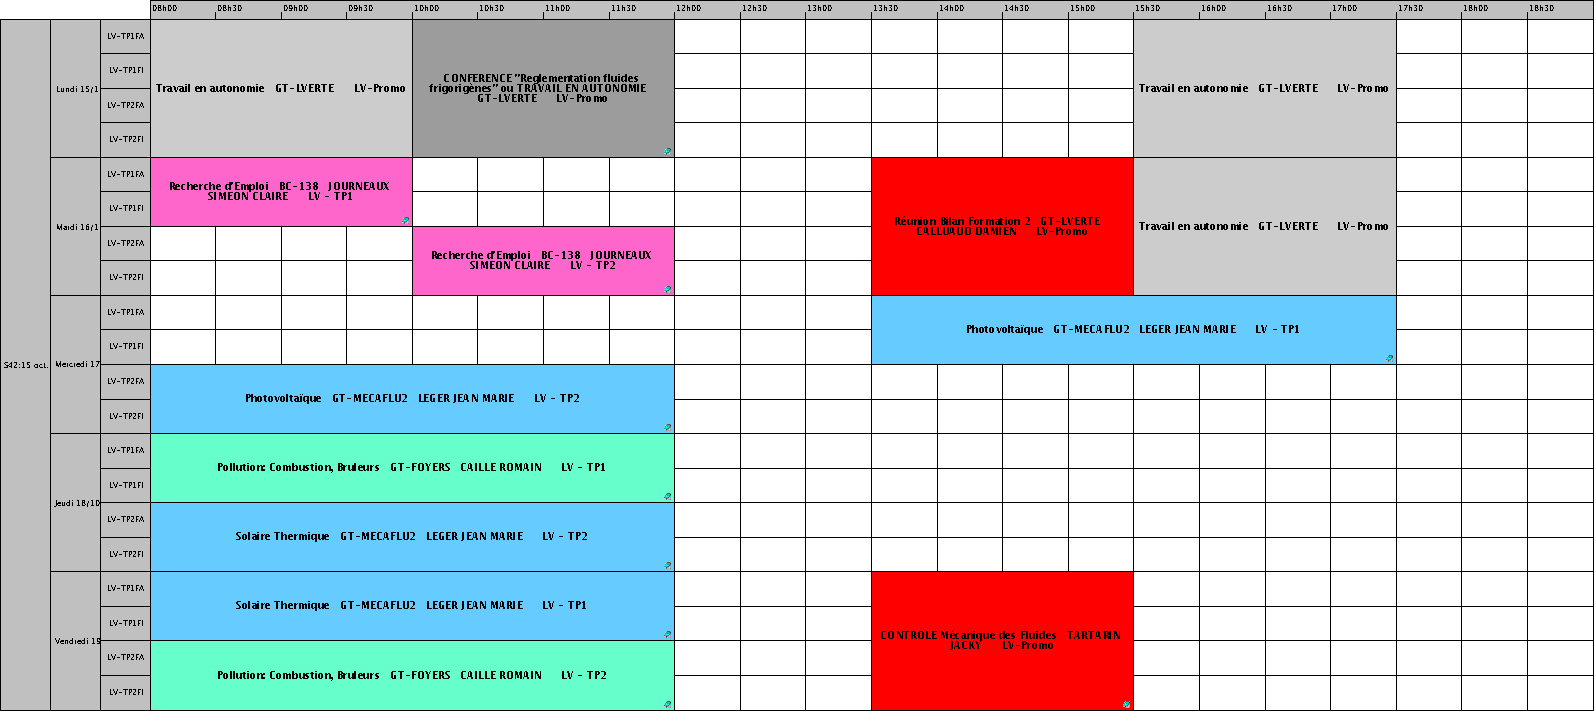 08h00 08h30 09h00 09h30 10h00 10h30 11h00 11h30 12h00 12h30 13h00 13h30 14h00 14h30 15h00 15h30 16h00 16h30 17h00 17h30 18h00 18h30
S42:15 oct.
Lundi 15/1
LV-TP1FA
LV-TP1FI
LV-TP2FA
LV-TP2FI
Travail en autonomie GT-LVERTE LV-Promo
CONFERENCE "Reglementation fluides
frigorigènes" ou TRAVAIL EN AUTONOMIE
GT-LVERTE LV-Promo
Travail en autonomie GT-LVERTE LV-Promo
Mardi 16/1
LV-TP1FA
LV-TP1FI
LV-TP2FA
LV-TP2FI
Recherche d'Emploi BC-138 JOURNEAUX
SIMEON CLAIRE LV - TP1
Recherche d'Emploi BC-138 JOURNEAUX
SIMEON CLAIRE LV - TP2
Réunion Bilan Formation 2 GT-LVERTE
CALLUAUD DAMIEN LV-Promo
Travail en autonomie GT-LVERTE LV-Promo
Mercredi 17
LV-TP1FA
LV-TP1FI
LV-TP2FA
LV-TP2FI
Photovoltaïque GT-MECAFLU2 LEGER JEAN MARIE LV - TP1
Photovoltaïque GT-MECAFLU2 LEGER JEAN MARIE LV - TP2
Jeudi 18/10
LV-TP1FA
LV-TP1FI
LV-TP2FA
LV-TP2FI
Pollution: Combustion, Bruleurs GT-FOYERS CAILLE ROMAIN LV - TP1
Solaire Thermique GT-MECAFLU2 LEGER JEAN MARIE LV - TP2
Vendredi 19
LV-TP1FA
LV-TP1FI
LV-TP2FA
LV-TP2FI
Solaire Thermique GT-MECAFLU2 LEGER JEAN MARIE LV - TP1
Pollution: Combustion, Bruleurs GT-FOYERS CAILLE ROMAIN LV - TP2
CONTROLE Mécanique des Fluides TARTARIN
JACKY LV-Promo